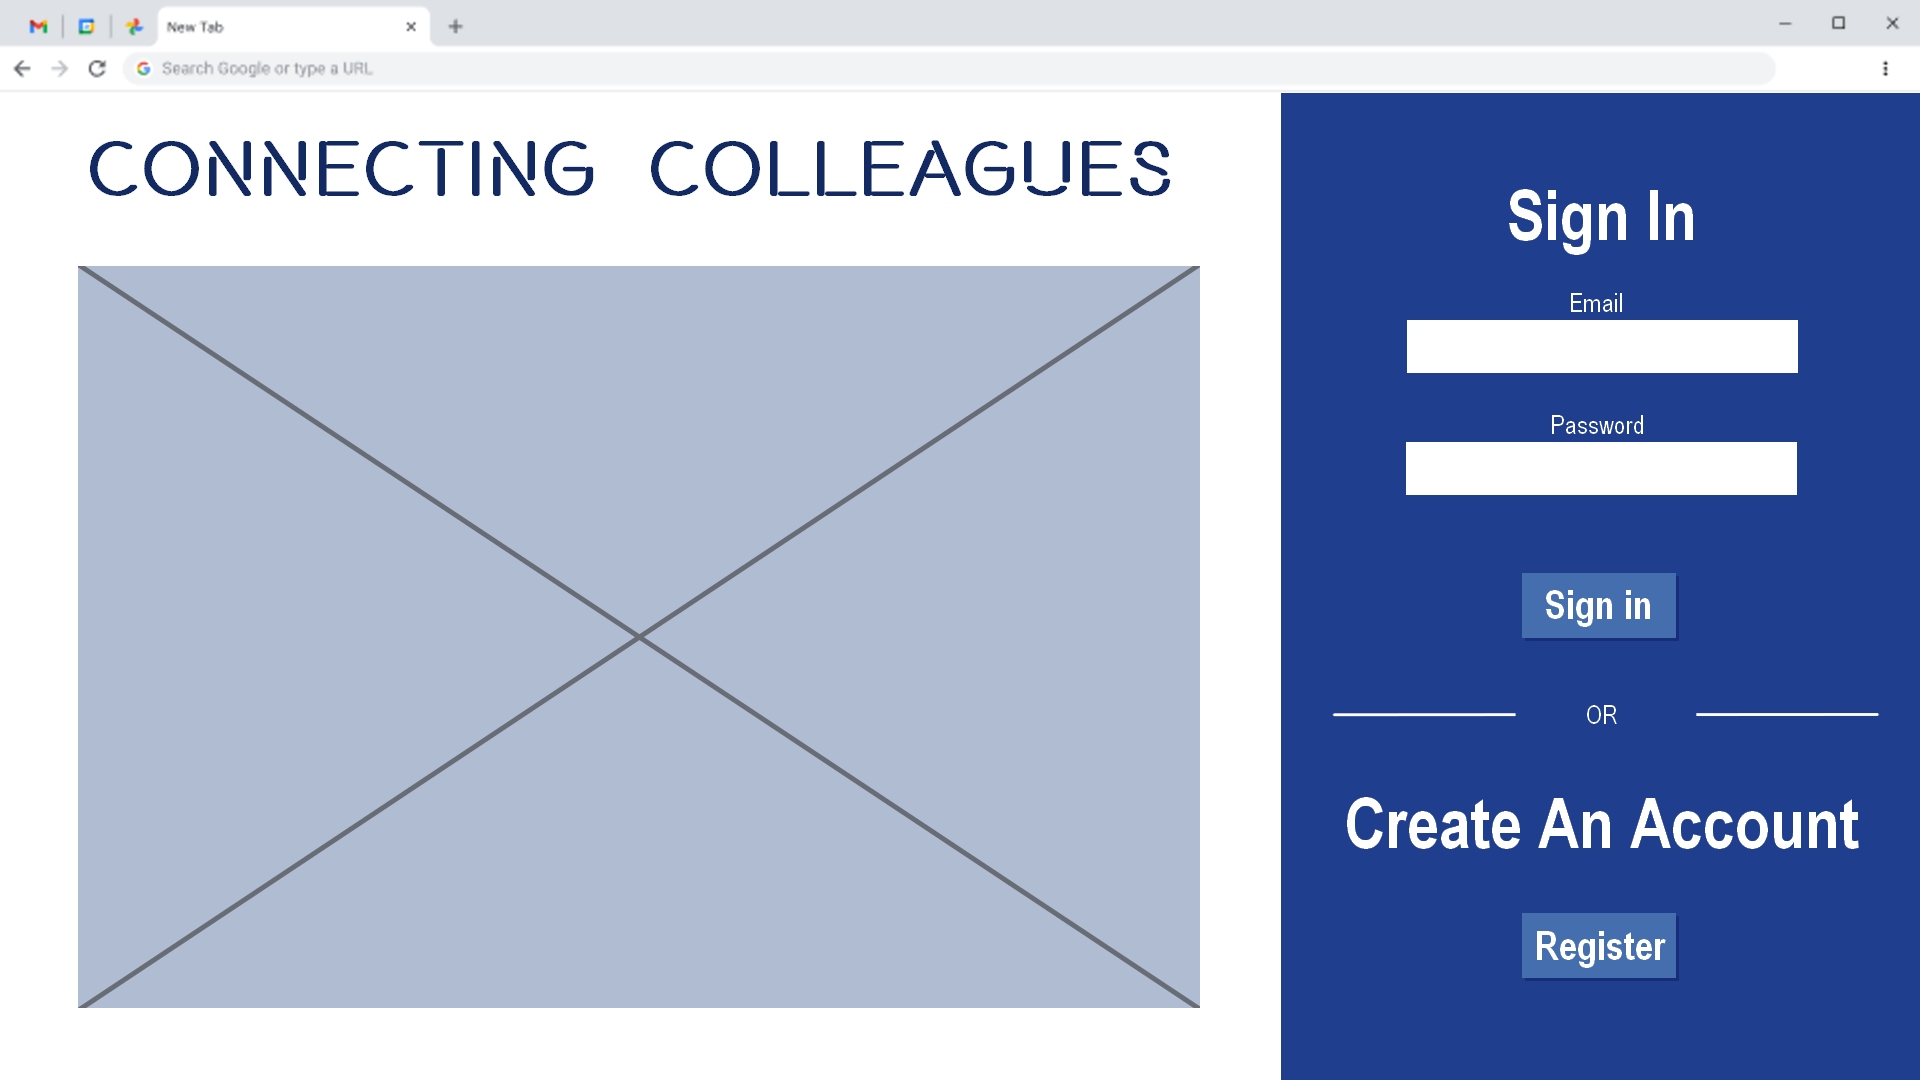 New Tab
Search Google or type a URL
CONNECTING COLLEAGUES
Sign In
Email
Password
Sign in
OR
Create An Account
Register